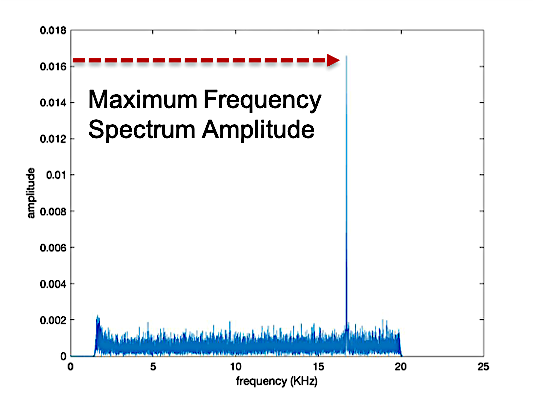 0.018
0.016
Maximum Frequency
0.014
Spectrum Amplitude
0.012
0.01
0.008
0.006
0.004
0.002
0
amplitude
0 5 10 15 20 25
frequency (KHz)